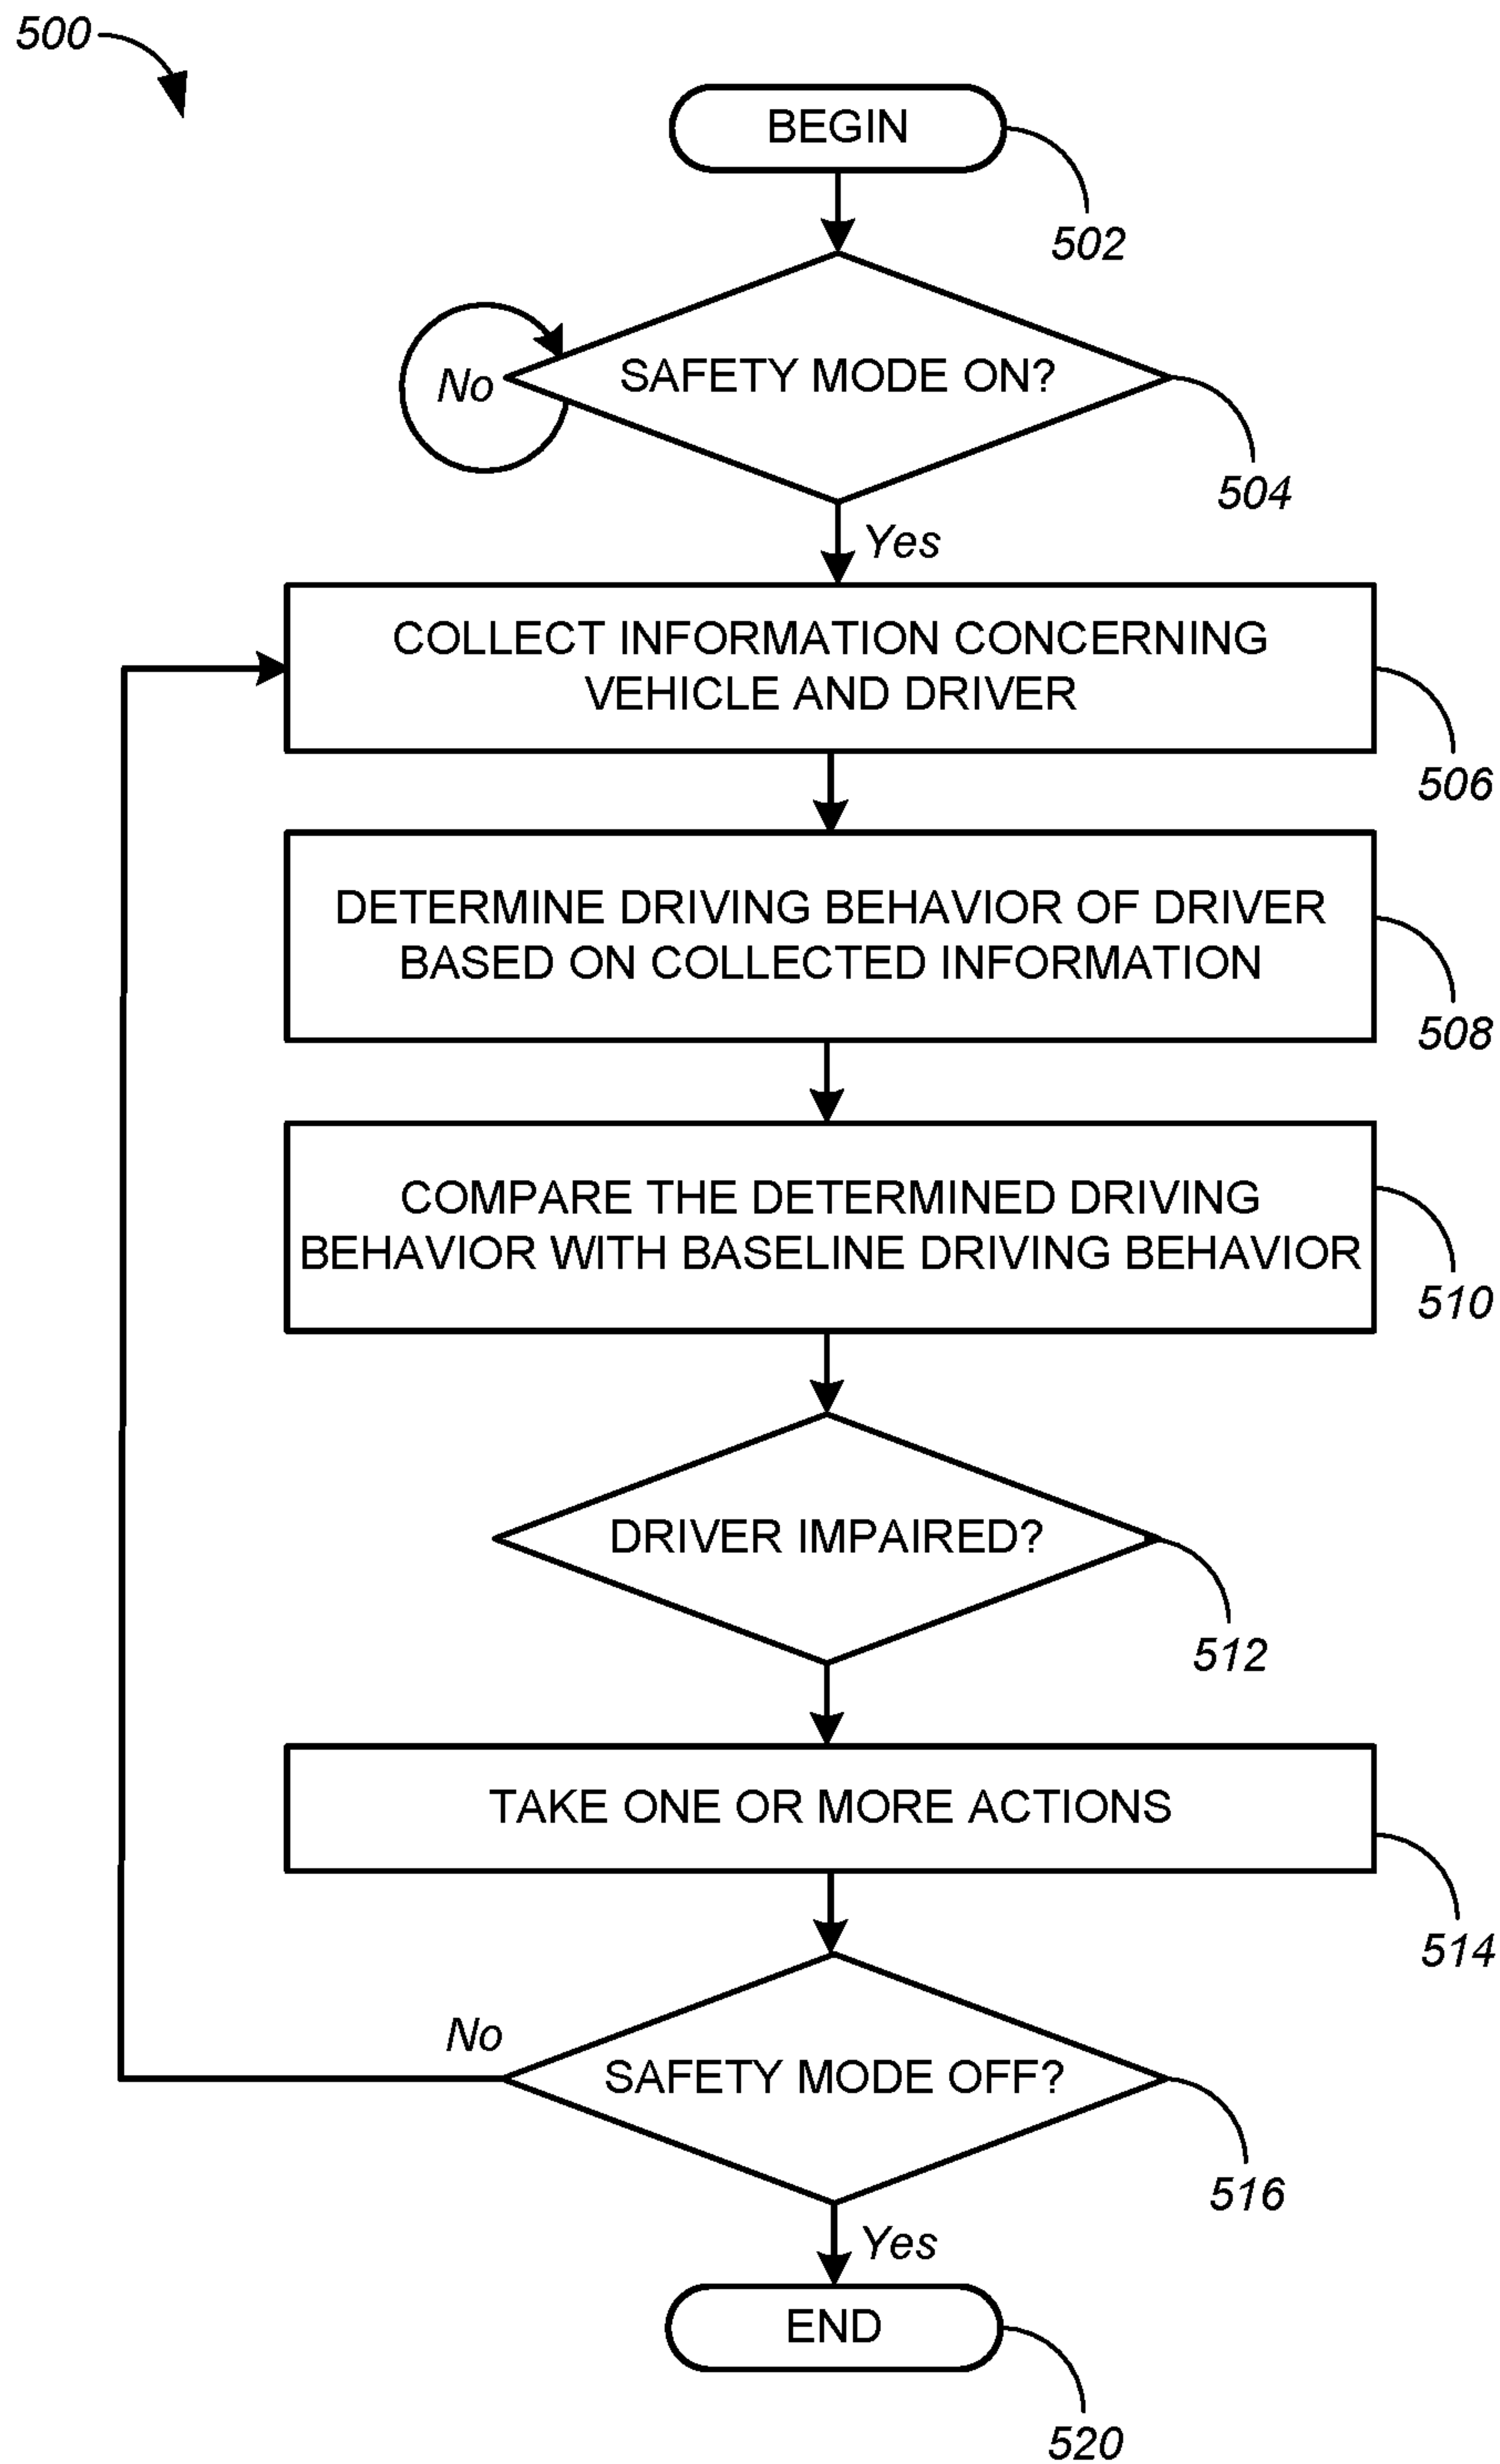 500
BEGIN
502
SAFETY MODE ON?
No
504
Yes
COLLECT INFORMATION CONCERNING
VEHICLE AND DRIVER
506
DETERMINE DRIVING BEHAVIOR OF DRIVER
BASED ON COLLECTED INFORMATION
508
COMPARE THE DETERMINED DRIVING
BEHAVIOR WITH BASELINE DRIVING BEHAVIOR
510
DRIVER IMPAIRED?
512
TAKE ONE OR MORE ACTIONS
514
No
SAFETY MODE OFF?
516
Yes
END
520